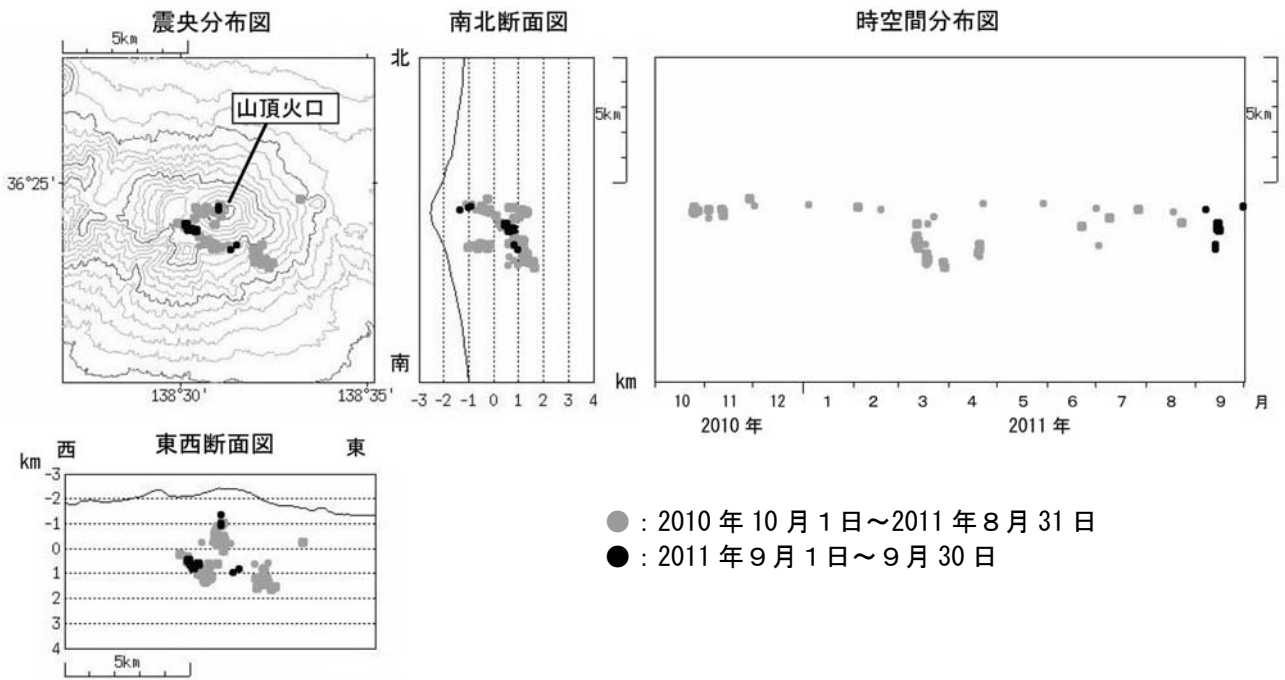 震央分布図
南北断面図
時空間分布図
5km
山頂火口
36°25'
138°30'
138°35'
北
南
5km
-3 -2 -1 0 1 2 3 4
km
5km
10 11 12 1 2 3 4 5 6 7 8 9 月
2010 年 2011 年
西 東西断面図 東
km
-3
-2
-1
0
1
2
3
4
5km
●：2010 年 10 月 1 日～2011 年 8 月 31 日
●：2011 年 9 月 1 日～ 9 月 30 日